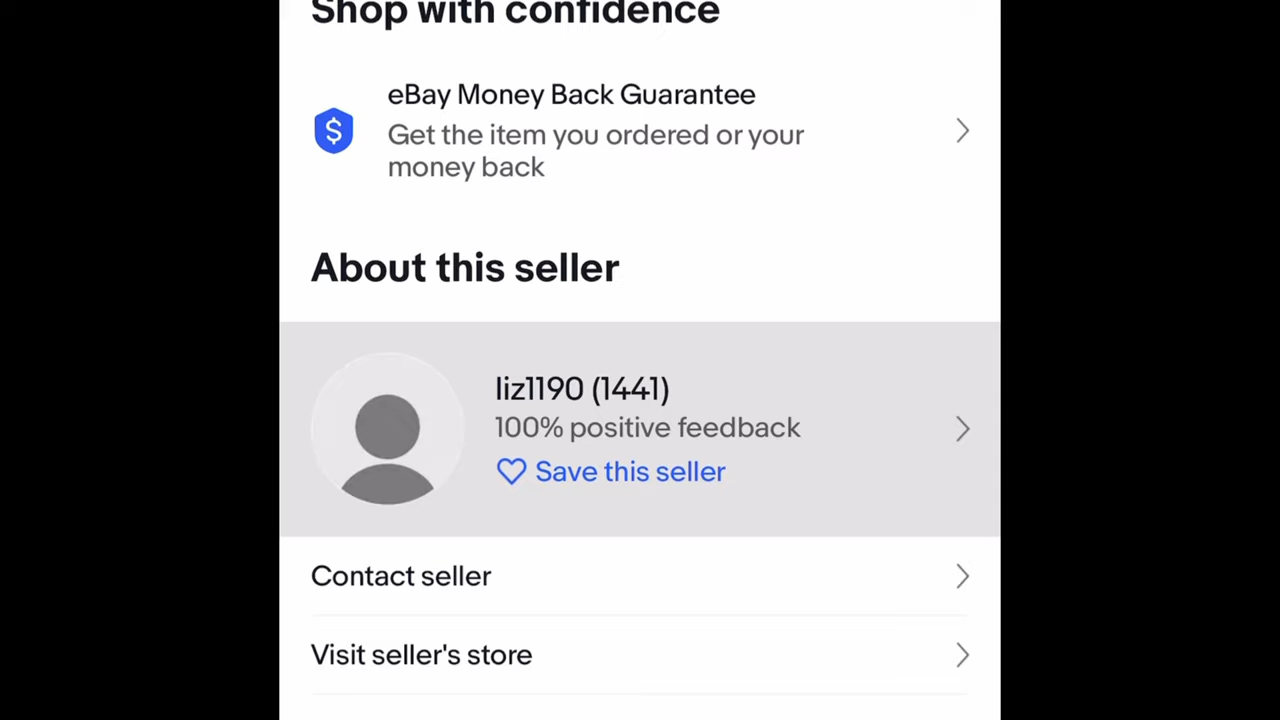 Shop with confidence
eBay Money Back Guarantee
$
Get the item you ordered or your
money back
About this seller
liz1190 (1441)
100% positive feedback
Save this seller
Contact seller
Visit seller's store